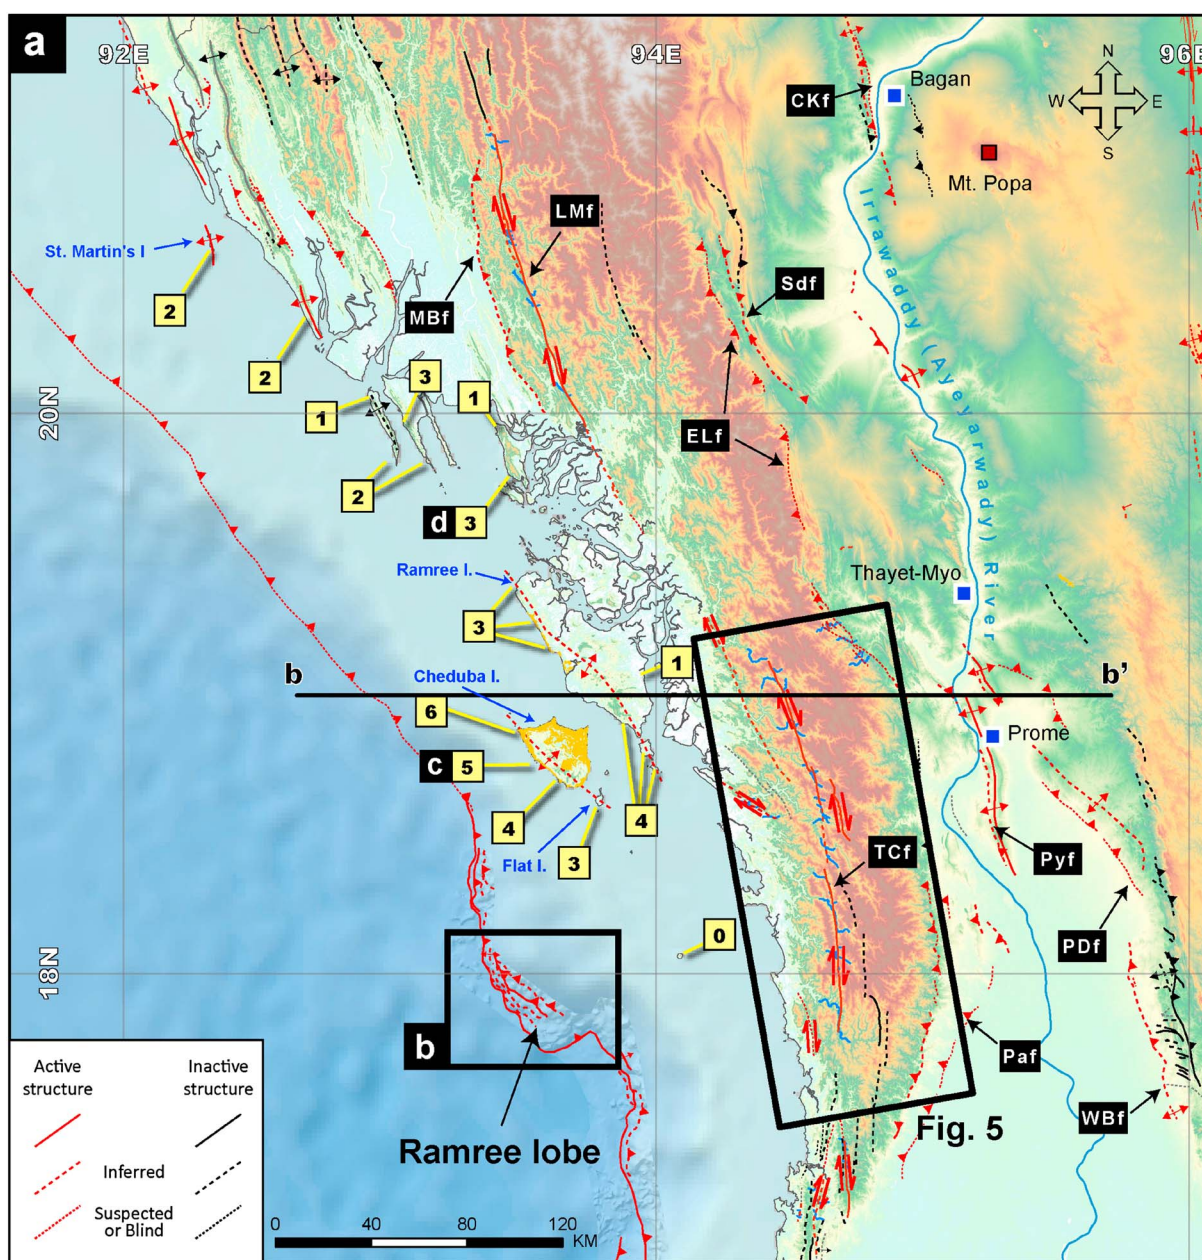 a
92E
94E
96E
N
W
E
S
CKf
Bagan
Mt. Popa
LMf
St. Martin's I
MBf
Sdf
Irrawaddy (Ayeyarwady) River
2
2
3
1
1
20N
ELf
2
d
3
Ramree I.
Thayet-Myo
3
1
Cheduba I.
b
b'
6
Prome
c
5
4
4
3
Flat I.
TCf
Pyf
PDf
0
18N
b
Paf
WBf
Fig. 5
Ramree lobe
Active
structure
Inactive
structure
Inferred
Suspected
or Blind
0
40
80
120
KM